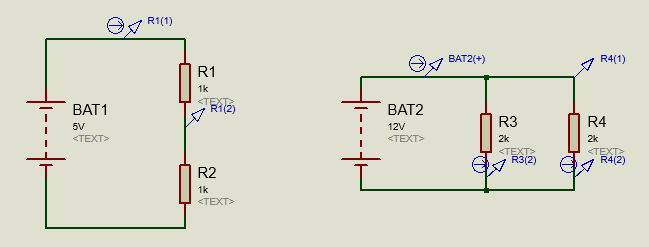 R1(1)
R1
1k
<TEXT>
R1(2)
BAT1
5V
<TEXT>
R2
1k
<TEXT>
BAT2(+)
R4(1)
BAT2
12V
<TEXT>
R3
2k
<TEXT>
R3(2)
R4
2k
<TEXT>
R4(2)